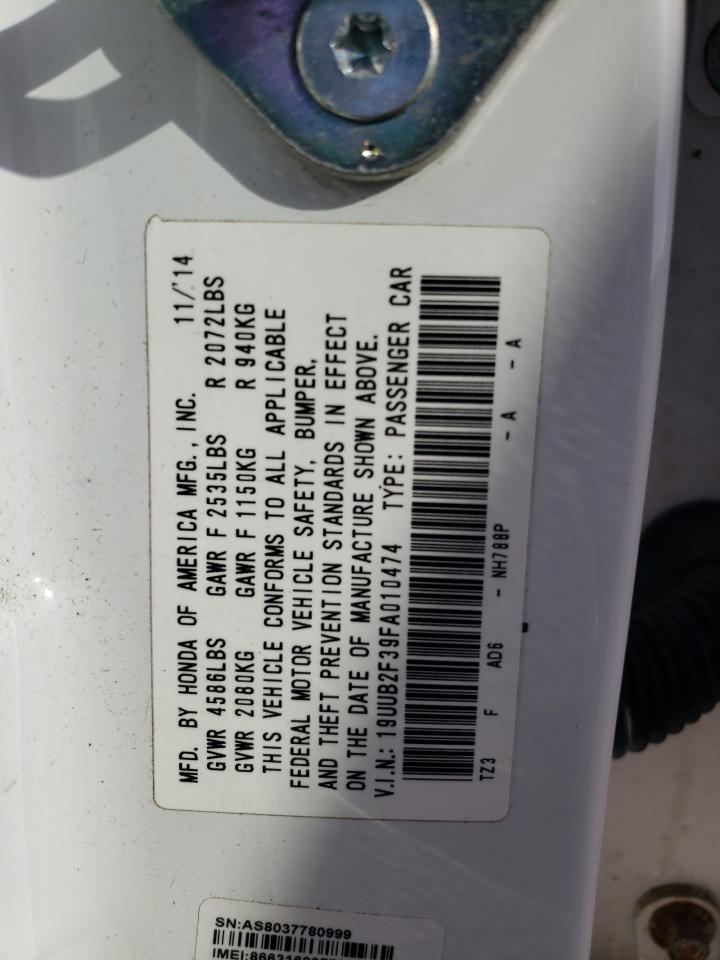 MFD. BY HONDA OF AMERICA MFG., INC. 11/'14
GVWR 4586LBS GAWR F 2535LBS R 2072LBS
GVWR 2080KG GAWR F 1150KG R 940KG
THIS VEHICLE CONFORMS TO ALL APPLICABLE
FEDERAL MOTOR VEHICLE SAFETY, BUMPER,
AND THEFT PREVENTION STANDARDS IN EFFECT
ON THE DATE OF MANUFACTURE SHOWN ABOVE.
V.I.N.: 19UUB2F39FA010474 TYPE: PASSENGER CAR
TZ3 F AD6 - NH788P - A - A
SN:AS8037780999